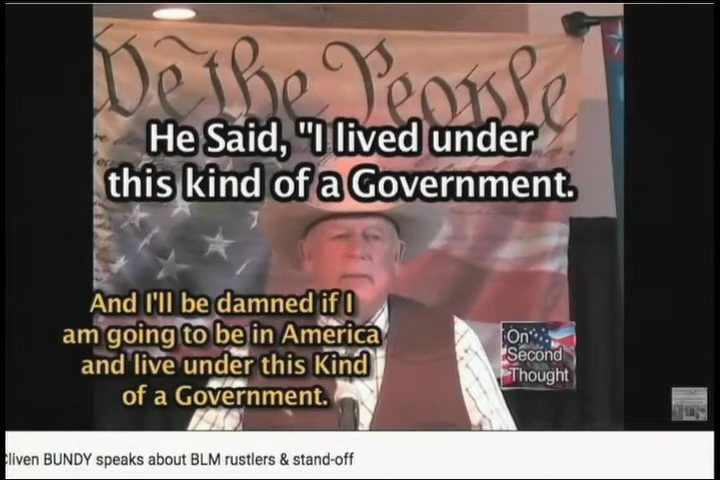 We the People
He Said, "I lived under
this kind of a Government.
And I'll be damned if I
am going to be in America
and live under this Kind
of a Government.
On
Second
Thought
Cliven BUNDY speaks about BLM rustlers & stand-off